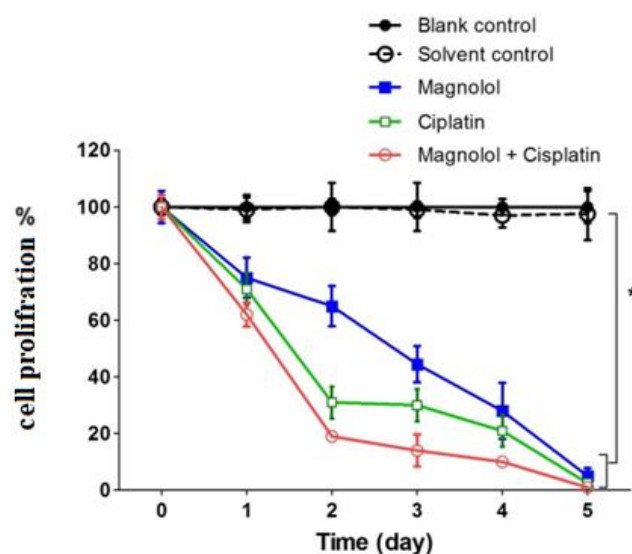 Blank control
Solvent control
Magnolol
Ciplatin
Magnolol + Cisplatin
120
100
80
60
40
20
0
cell prolifration %
*
0 1 2 3 4 5
Time (day)